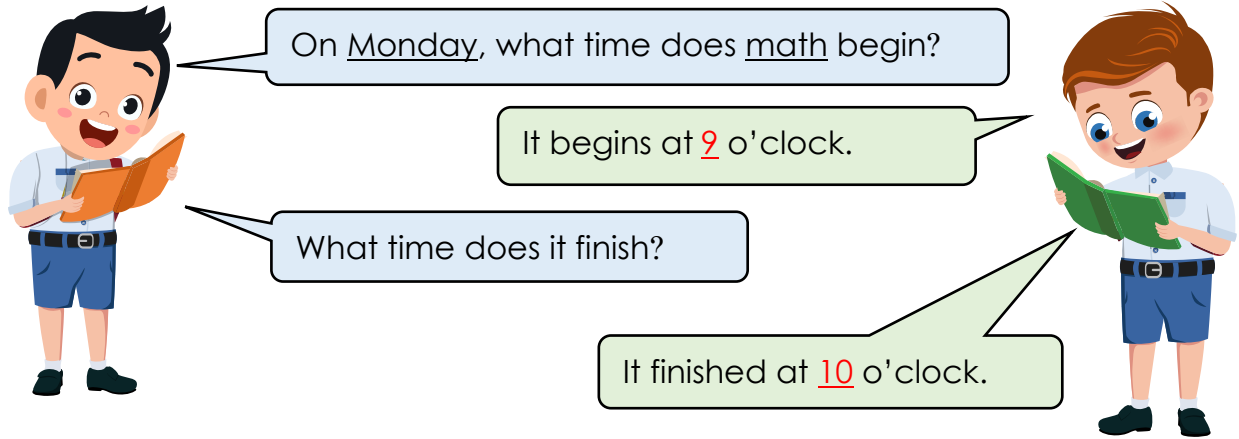 On Monday, what time does math begin?
It begins at 9 o’clock.
What time does it finish?
It finished at 10 o’clock.